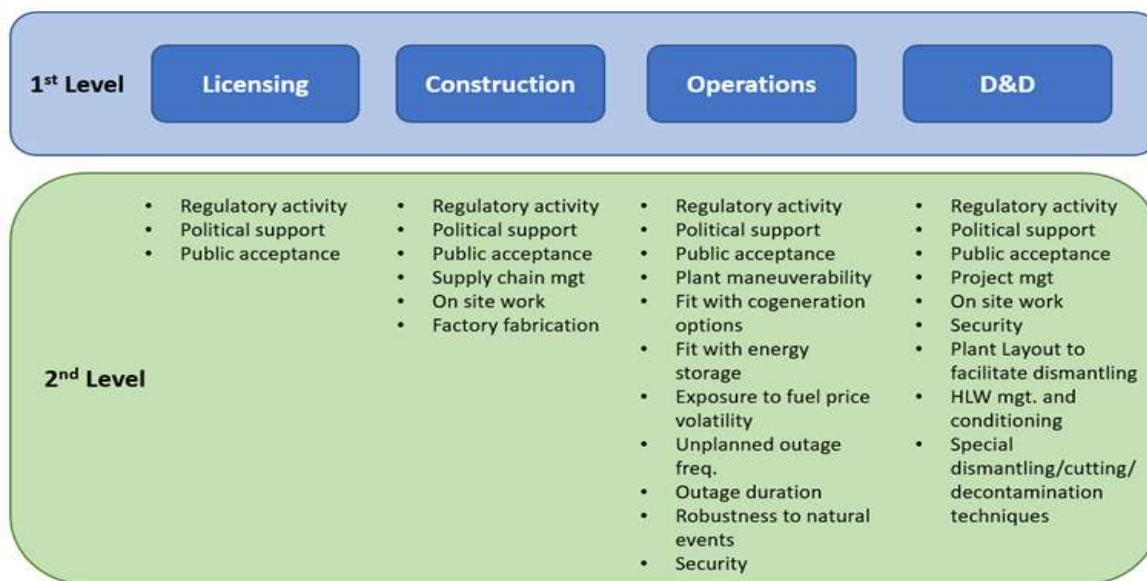 1st Level
Licensing
Construction
Operations
D&D
2nd Level
• Regulatory activity
• Political support
• Public acceptance
• Regulatory activity
• Political support
• Public acceptance
• Supply chain mgt
• On site work
• Factory fabrication
• Regulatory activity
• Political support
• Public acceptance
• Plant maneuverability
• Fit with cogeneration
options
• Fit with energy
storage
• Exposure to fuel price
volatility
• Unplanned outage
freq.
• Outage duration
• Robustness to natural
events
• Security
• Regulatory activity
• Political support
• Public acceptance
• Project mgt
• On site work
• Security
• Plant Layout to
facilitate dismantling
• HLW mgt. and
conditioning
• Special
dismantling/cutting/
decontamination
techniques